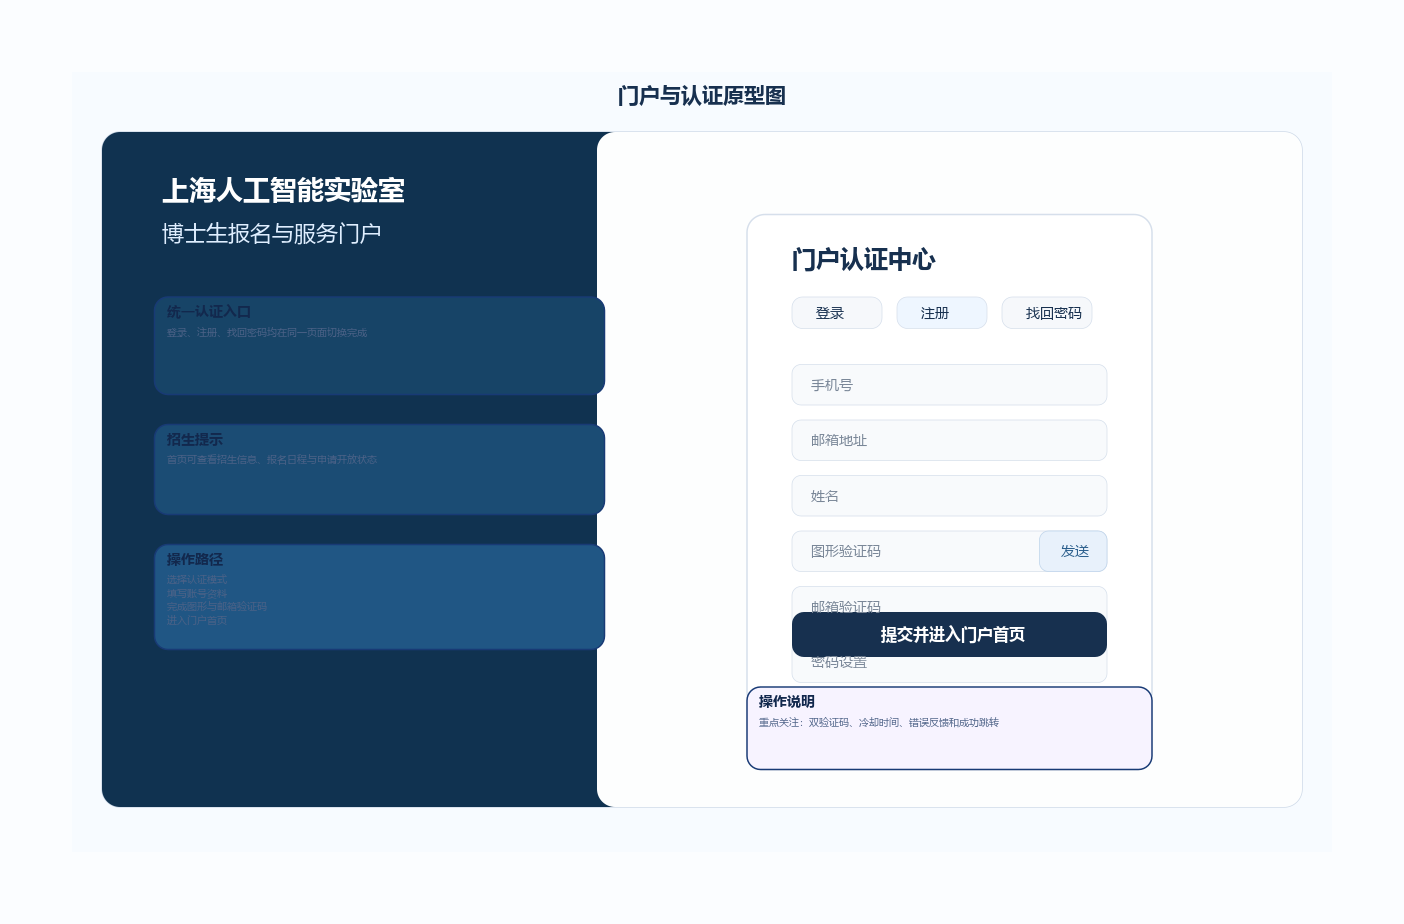 门户与认证原型图
上海人工智能实验室
博士生报名与服务门户
统一认证入口
登录、注册、找回密码均在同一页面切换完成
招生提示
首页可查看招生信息、报名日程与申请开放状态
操作路径
选择认证模式
填写账号资料
完成图形与邮箱验证码
进入门户首页
门户认证中心
登录
注册
找回密码
手机号
邮箱地址
姓名
图形验证码
发送
邮箱验证码
提交并进入门户首页
密码设置
操作说明
重点关注：双验证码、冷却时间、错误反馈和成功跳转